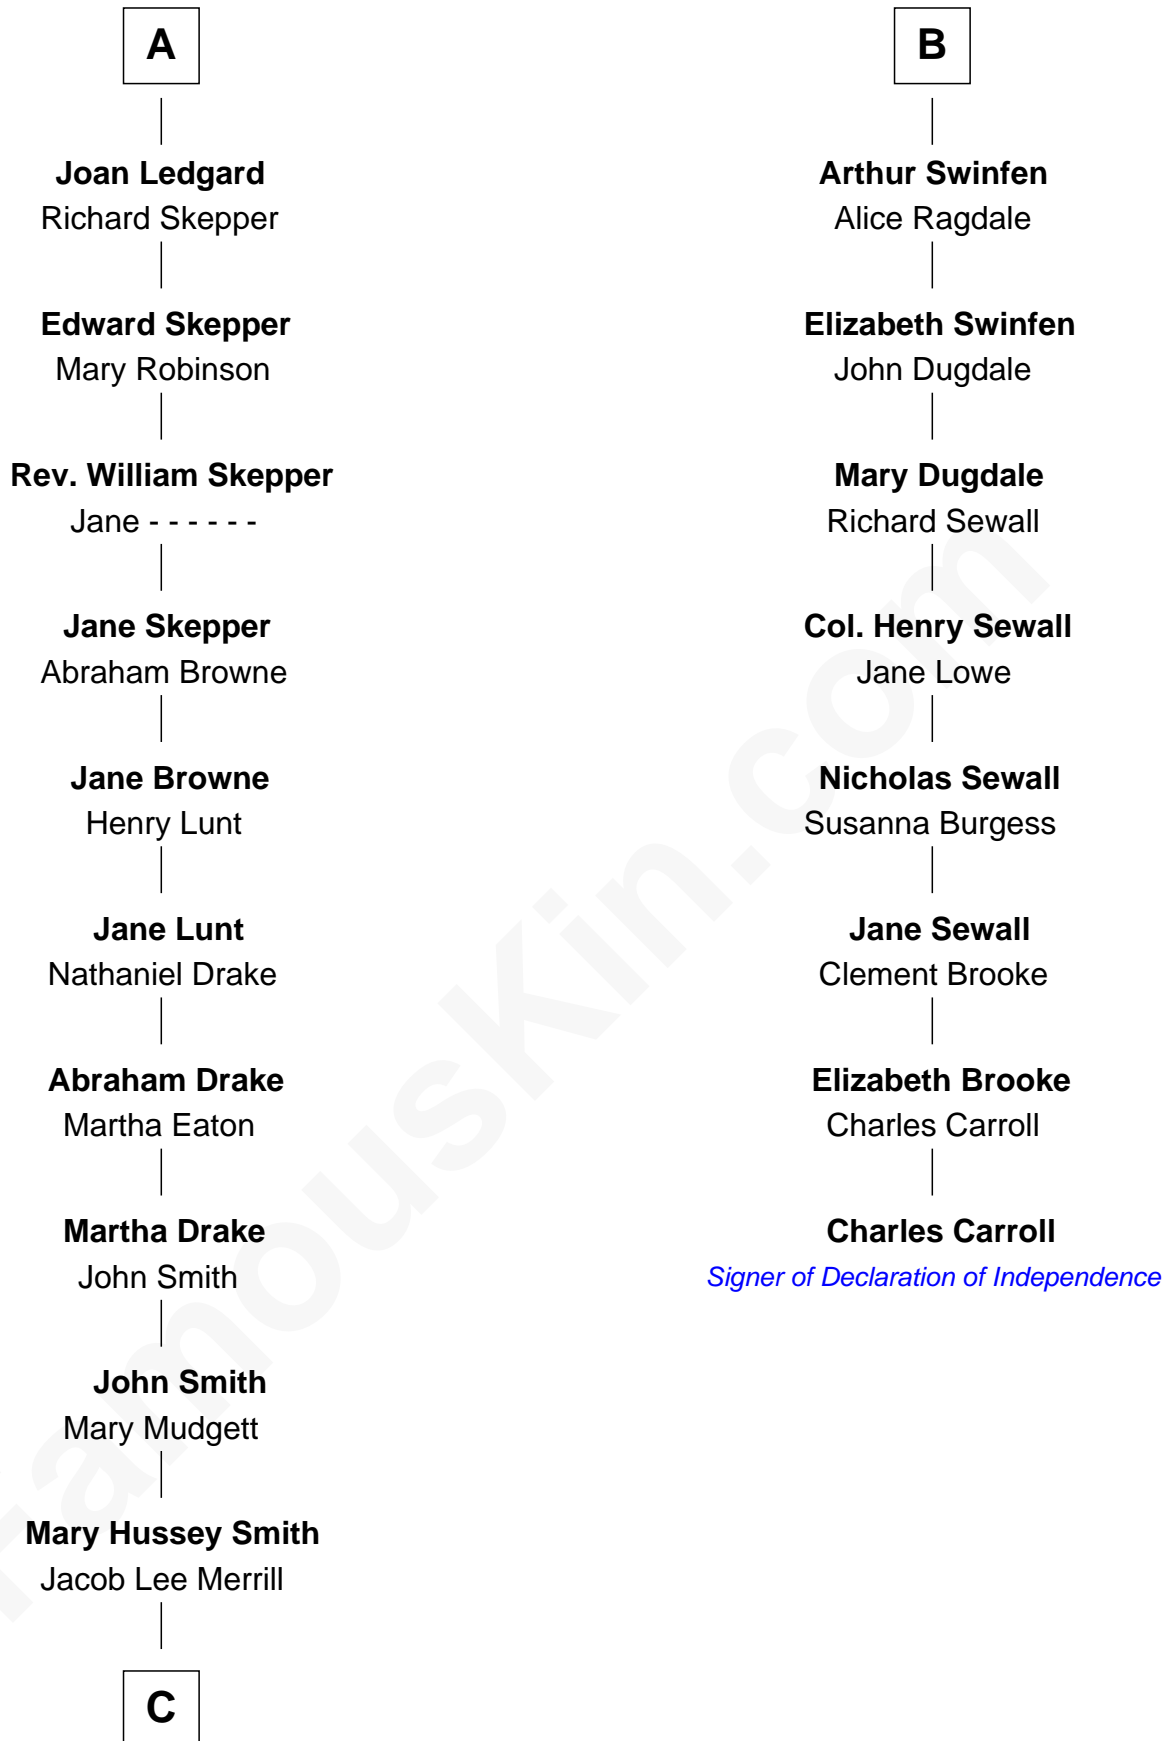 A
Joan Ledgard
Richard Skepper
Edward Skepper
Mary Robinson
Rev. William Skepper
Jane - - - - - -
Jane Skepper
Abraham Browne
Jane Browne
Henry Lunt
Jane Lunt
Nathaniel Drake
Abraham Drake
Martha Eaton
Martha Drake
John Smith
John Smith
Mary Mudgett
Mary Hussey Smith
Jacob Lee Merrill
C
B
Arthur Swinfen
Alice Ragdale
Elizabeth Swinfen
John Dugdale
Mary Dugdale
Richard Sewall
Col. Henry Sewall
Jane Lowe
Nicholas Sewall
Susanna Burgess
Jane Sewall
Clement Brooke
Elizabeth Brooke
Charles Carroll
Charles Carroll
Signer of Declaration of Independence
FamousKin.com